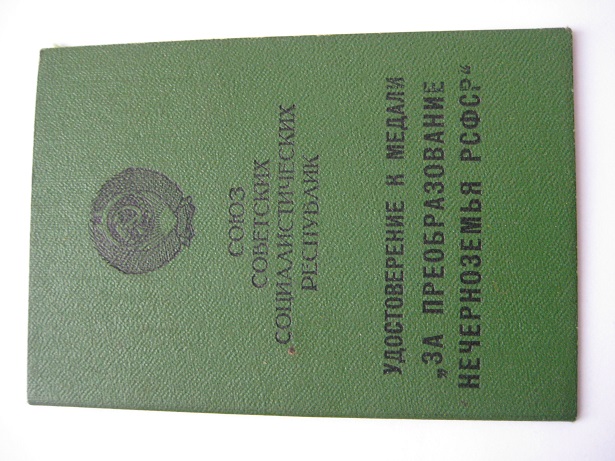 СОЮЗ
СОВЕТСКИХ
СОЦИАЛИСТИЧЕСКИХ
РЕСПУБЛИК
УДОСТОВЕРЕНИЕ К МЕДАЛИ
„ЗА ПРЕОБРАЗОВАНИЕ
НЕЧЕРНОЗЕМЬЯ РСФСР“